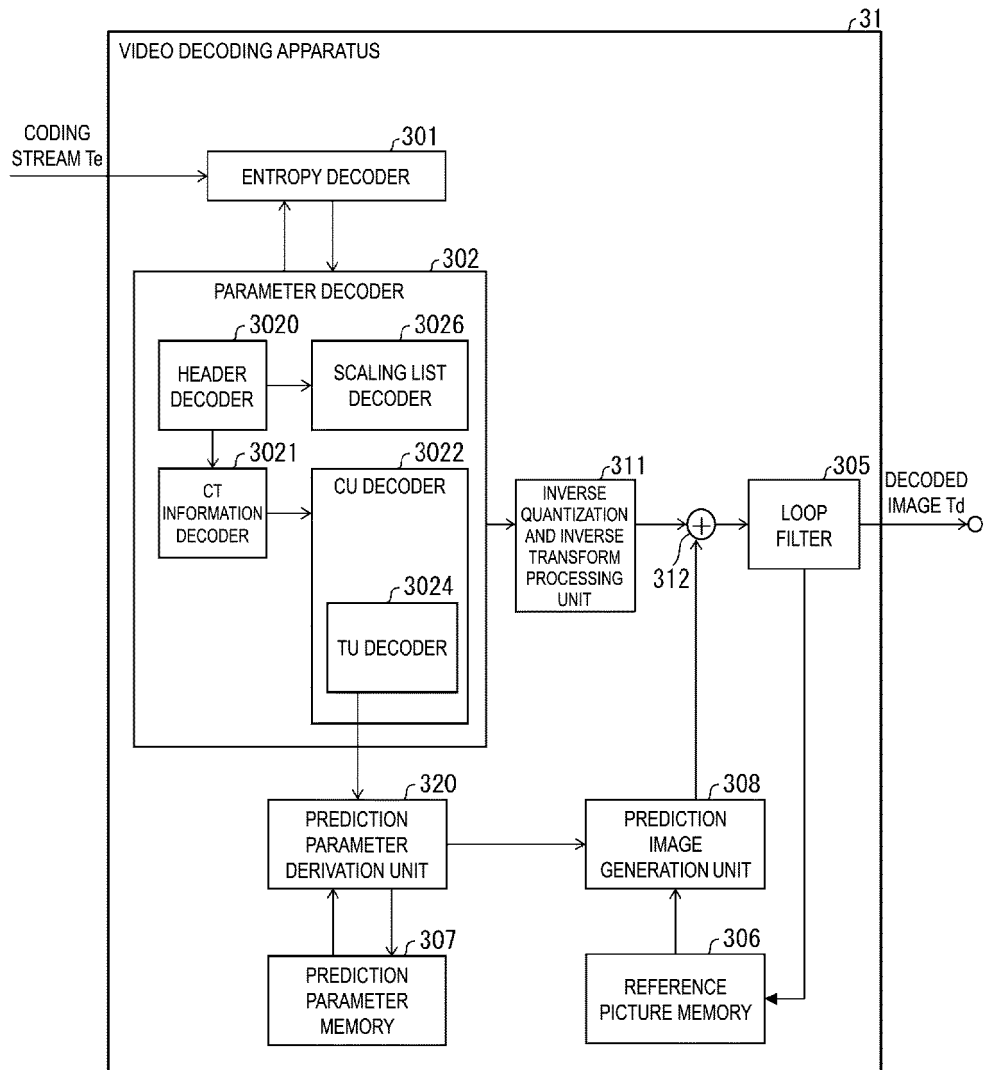 31
VIDEO DECODING APPARATUS
CODING
STREAM Te
301
ENTROPY DECODER
302
PARAMETER DECODER
3020
HEADER
DECODER
3026
SCALING LIST
DECODER
3021
CT
INFORMATION
DECODER
3022
CU DECODER
3024
TU DECODER
311
INVERSE
QUANTIZATION
AND INVERSE
TRANSFORM
PROCESSING
UNIT
312
305
LOOP
FILTER
DECODED
IMAGE Td
320
PREDICTION
PARAMETER
DERIVATION UNIT
308
PREDICTION
IMAGE
GENERATION UNIT
307
PREDICTION
PARAMETER
MEMORY
306
REFERENCE
PICTURE MEMORY